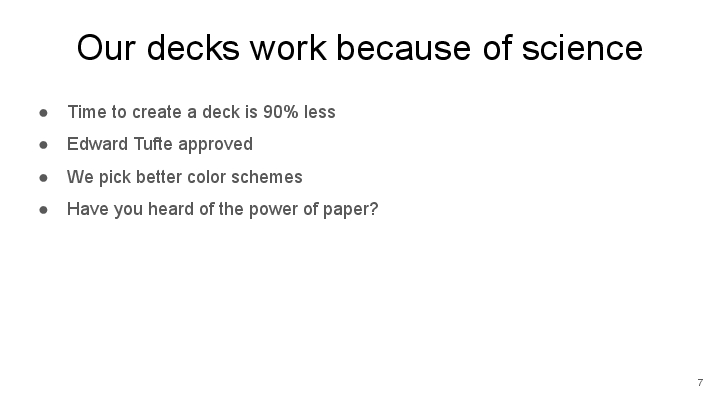 Our decks work because of science
● Time to create a deck is 90% less
● Edward Tufte approved
● We pick better color schemes
● Have you heard of the power of paper?
7